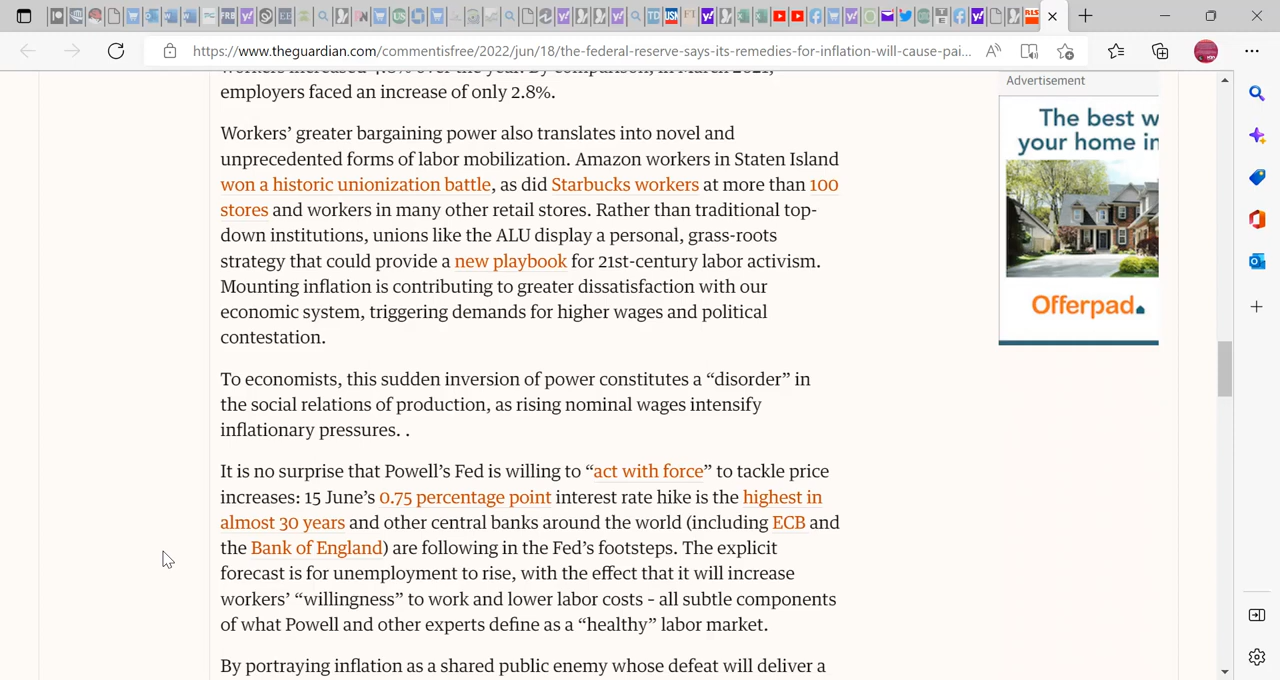 https://www.theguardian.com/commentisfree/2022/jun/18/the-federal-reserve-says-its-remedies-for-inflation-will-cause-pai...
employers faced an increase of only 2.8%.
Workers’ greater bargaining power also translates into novel and
unprecedented forms of labor mobilization. Amazon workers in Staten Island
won a historic unionization battle, as did Starbucks workers at more than 100
stores and workers in many other retail stores. Rather than traditional top-
down institutions, unions like the ALU display a personal, grass-roots
strategy that could provide a new playbook for 21st-century labor activism.
Mounting inflation is contributing to greater dissatisfaction with our
economic system, triggering demands for higher wages and political
contestation.
To economists, this sudden inversion of power constitutes a “disorder” in
the social relations of production, as rising nominal wages intensify
inflationary pressures. .
It is no surprise that Powell’s Fed is willing to “act with force” to tackle price
increases: 15 June’s 0.75 percentage point interest rate hike is the highest in
almost 30 years and other central banks around the world (including ECB and
the Bank of England) are following in the Fed’s footsteps. The explicit
forecast is for unemployment to rise, with the effect that it will increase
workers’ “willingness” to work and lower labor costs – all subtle components
of what Powell and other experts define as a “healthy” labor market.
By portraying inflation as a shared public enemy whose defeat will deliver a
Advertisement
The best w
your home in
Offerpad.